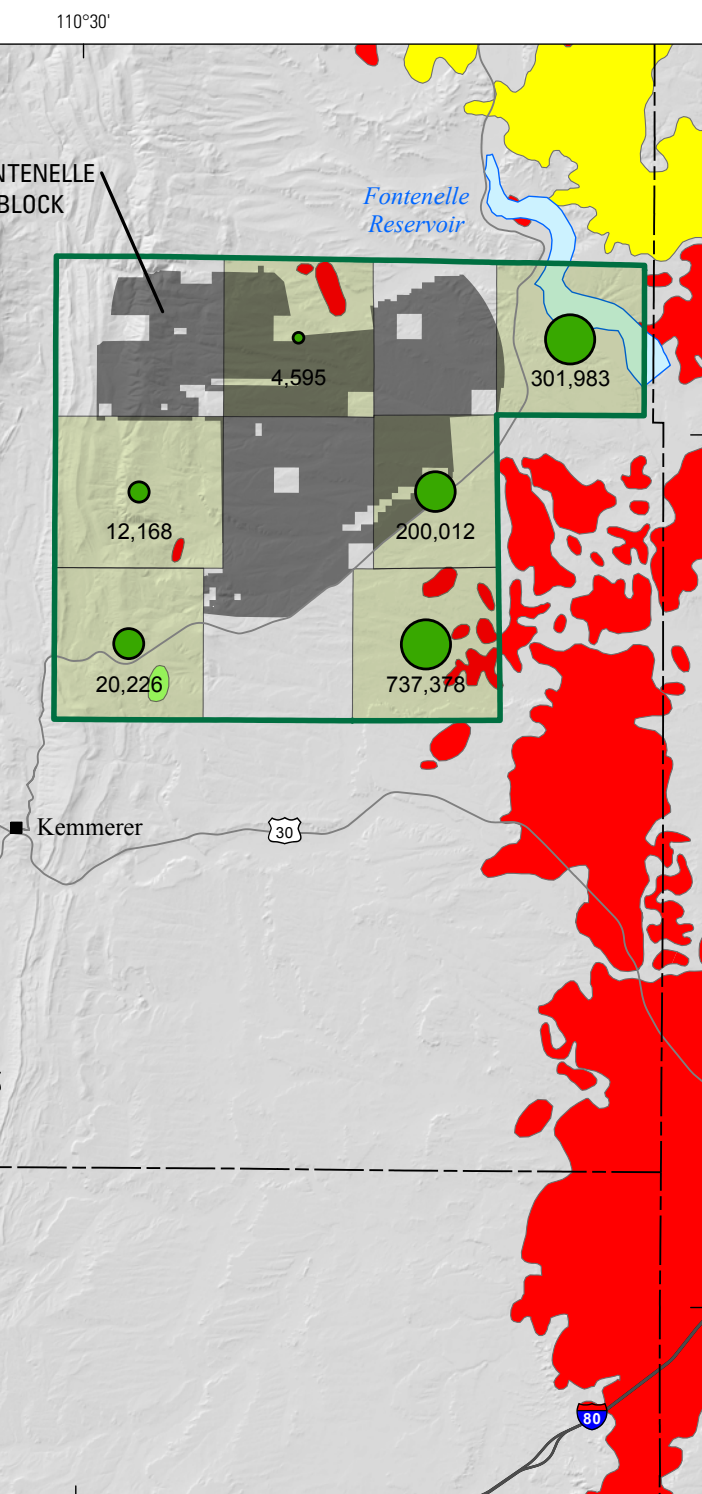 110°30'
NTENELLE
BLOCK
Fontenelle
Reservoir
4,595
301,983
12,168
200,012
20,226
737,378
Kemmerer
30
80